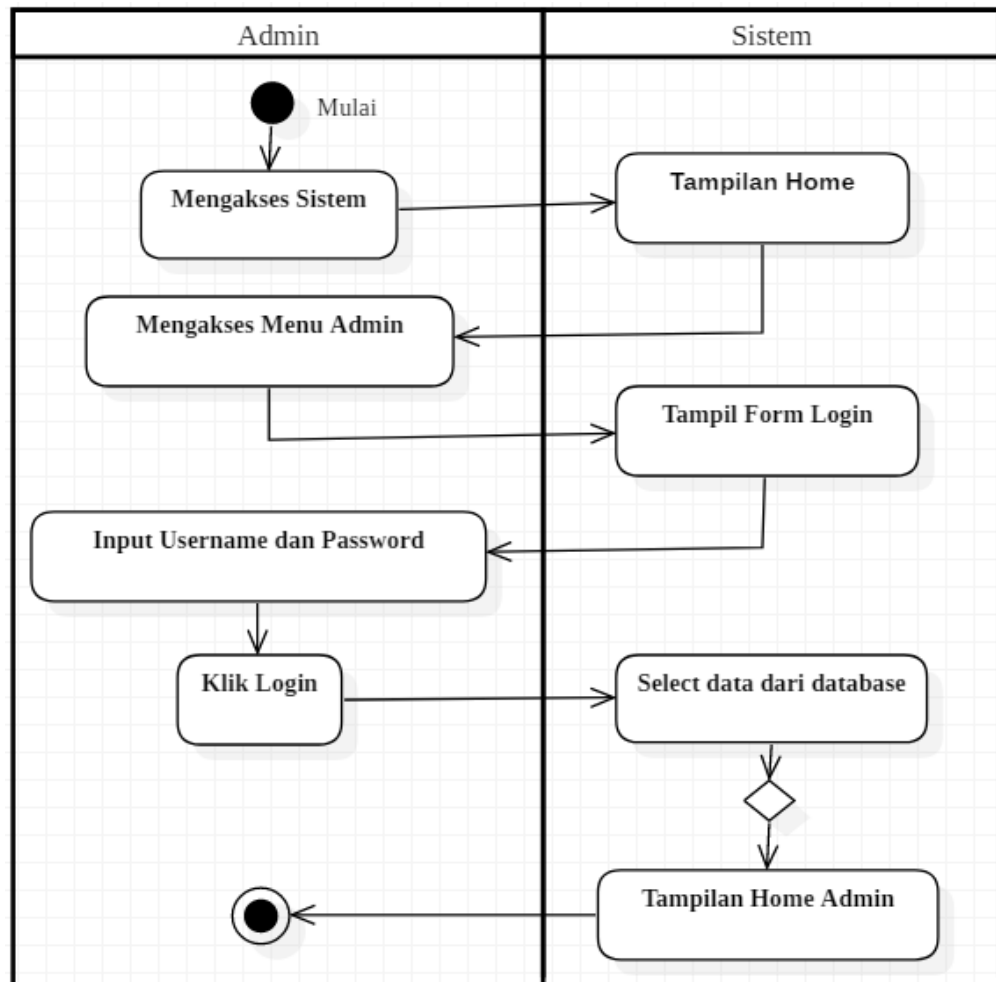 Admin
Sistem
Mulai
Mengakses Sistem
Tampilan Home
Mengakses Menu Admin
Tampil Form Login
Input Username dan Password
Klik Login
Select data dari database
Tampilan Home Admin